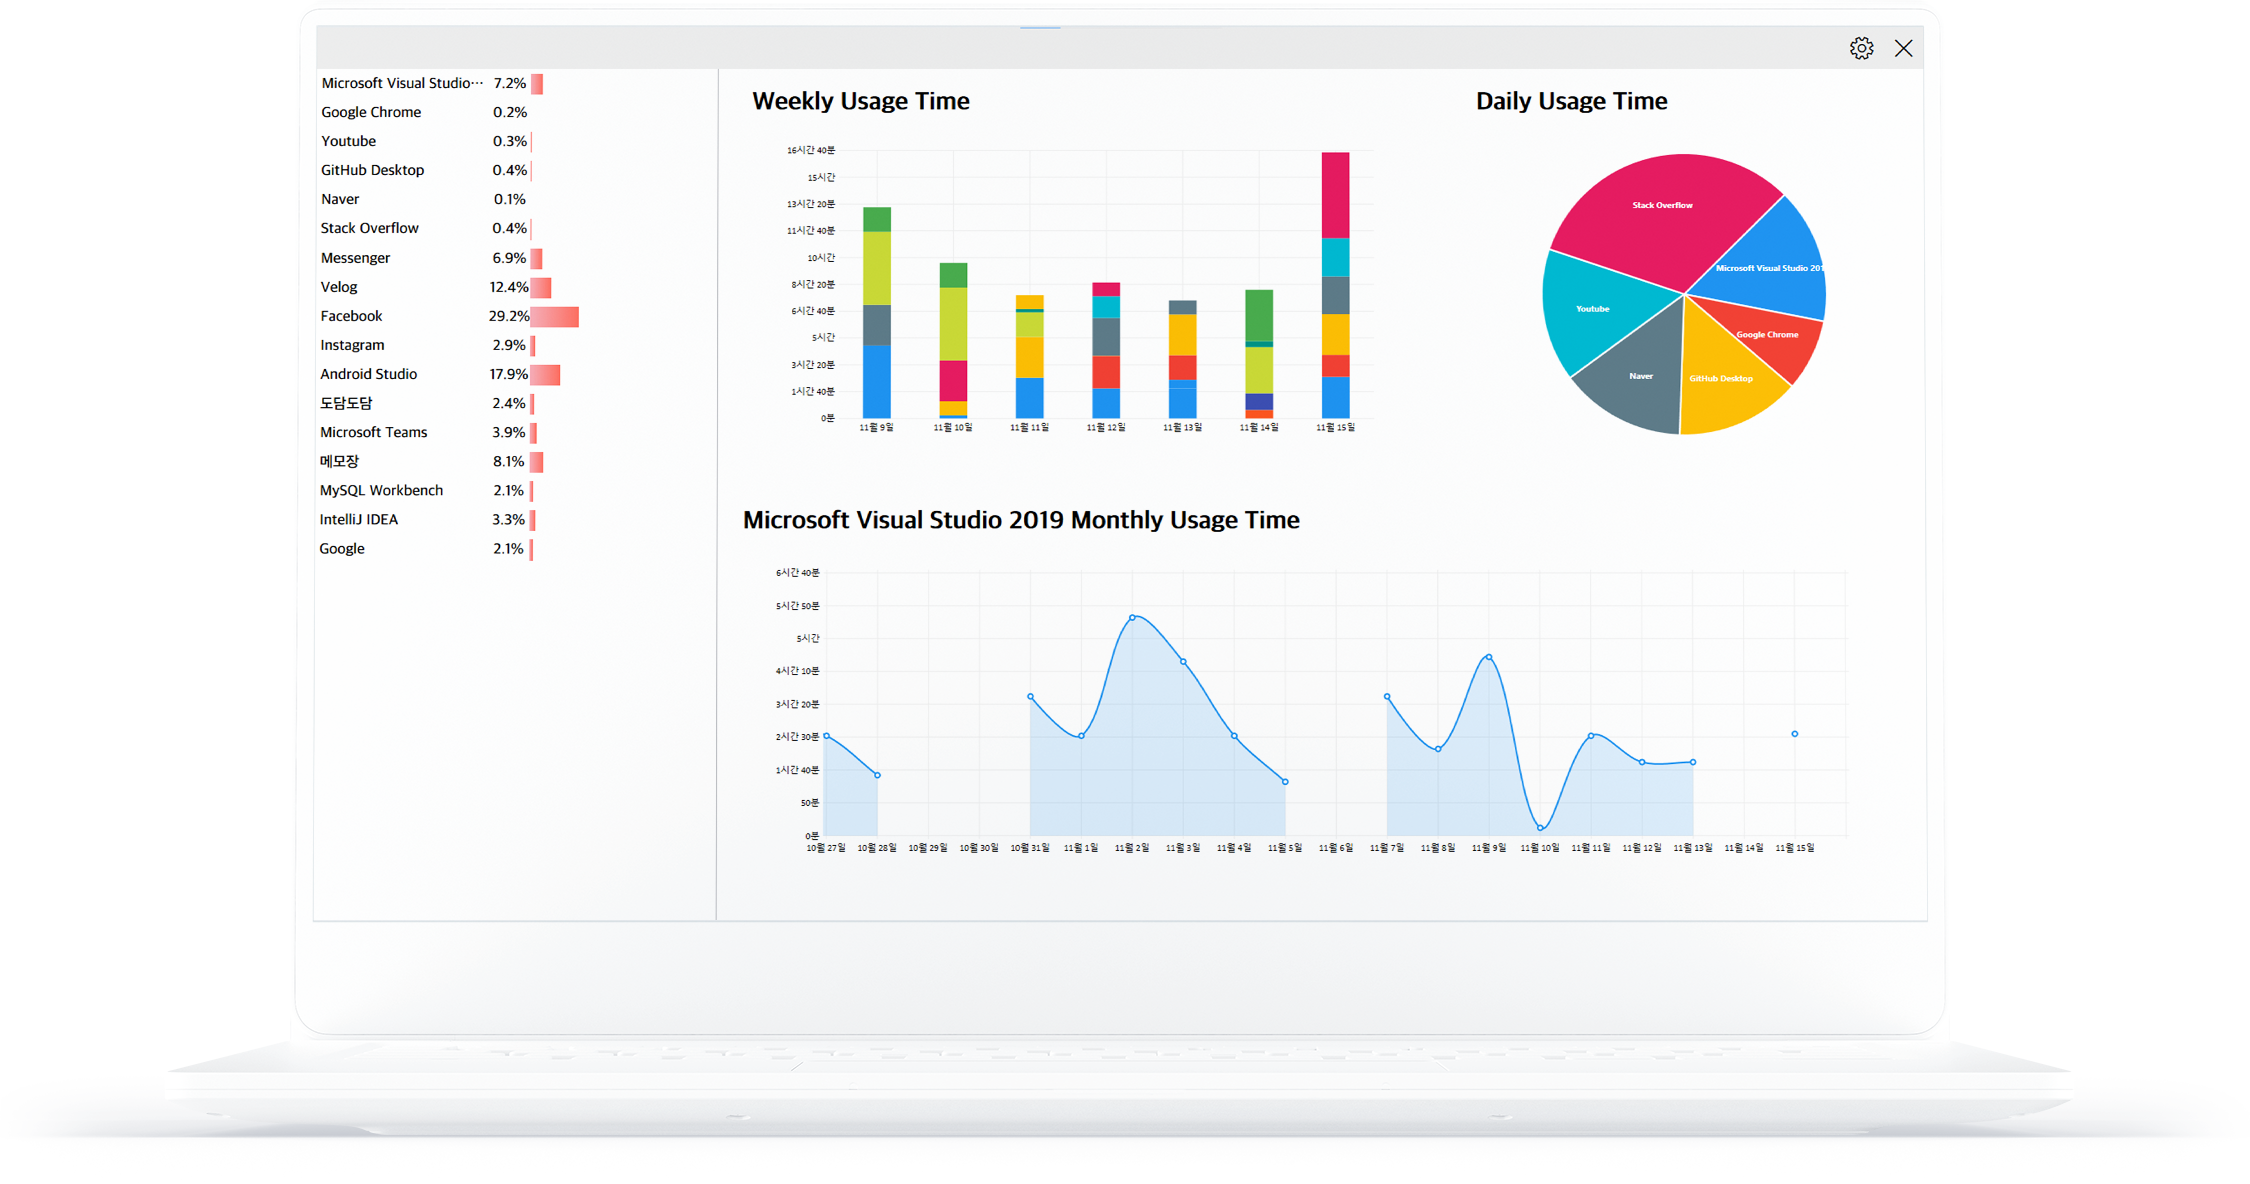 Microsoft Visual Studio··· 7.2%
Google Chrome 0.2%
Youtube 0.3%
GitHub Desktop 0.4%
Naver 0.1%
Stack Overflow 0.4%
Messenger 6.9%
Velog 12.4%
Facebook 29.2%
Instagram 2.9%
Android Studio 17.9%
도담도담 2.4%
Microsoft Teams 3.9%
메모장 8.1%
MySQL Workbench 2.1%
IntelliJ IDEA 3.3%
Google 2.1%
Weekly Usage Time
16시간 40분
15시간
13시간 20분
11시간 40분
10시간
8시간 20분
6시간 40분
5시간
3시간 20분
1시간 40분
0분
11월 9일 11월 10일 11월 11일 11월 12일 11월 13일 11월 14일 11월 15일
Daily Usage Time
Stack Overflow
Microsoft Visual Studio 201
Youtube
Google Chrome
Naver
GitHub Desktop
Microsoft Visual Studio 2019 Monthly Usage Time
6시간 40분
5시간 50분
5시간
4시간 10분
3시간 20분
2시간 30분
1시간 40분
50분
0분
10월 27일 10월 28일 10월 29일 10월 30일 10월 31일 11월 1일 11월 2일 11월 3일 11월 4일 11월 5일 11월 6일 11월 7일 11월 8일 11월 9일 11월 10일 11월 11일 11월 12일 11월 13일 11월 14일 11월 15일